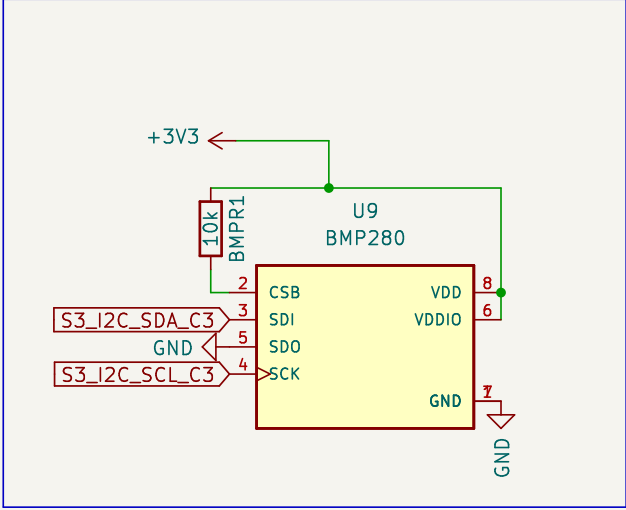 +3V3
10k
BMPR1
U9
BMP280
2
CSB
VDD
8
S3_I2C_SDA_C3
3
SDI
VDDIO
6
GND
5
SDO
S3_I2C_SCL_C3
4
SCK
GND
GND